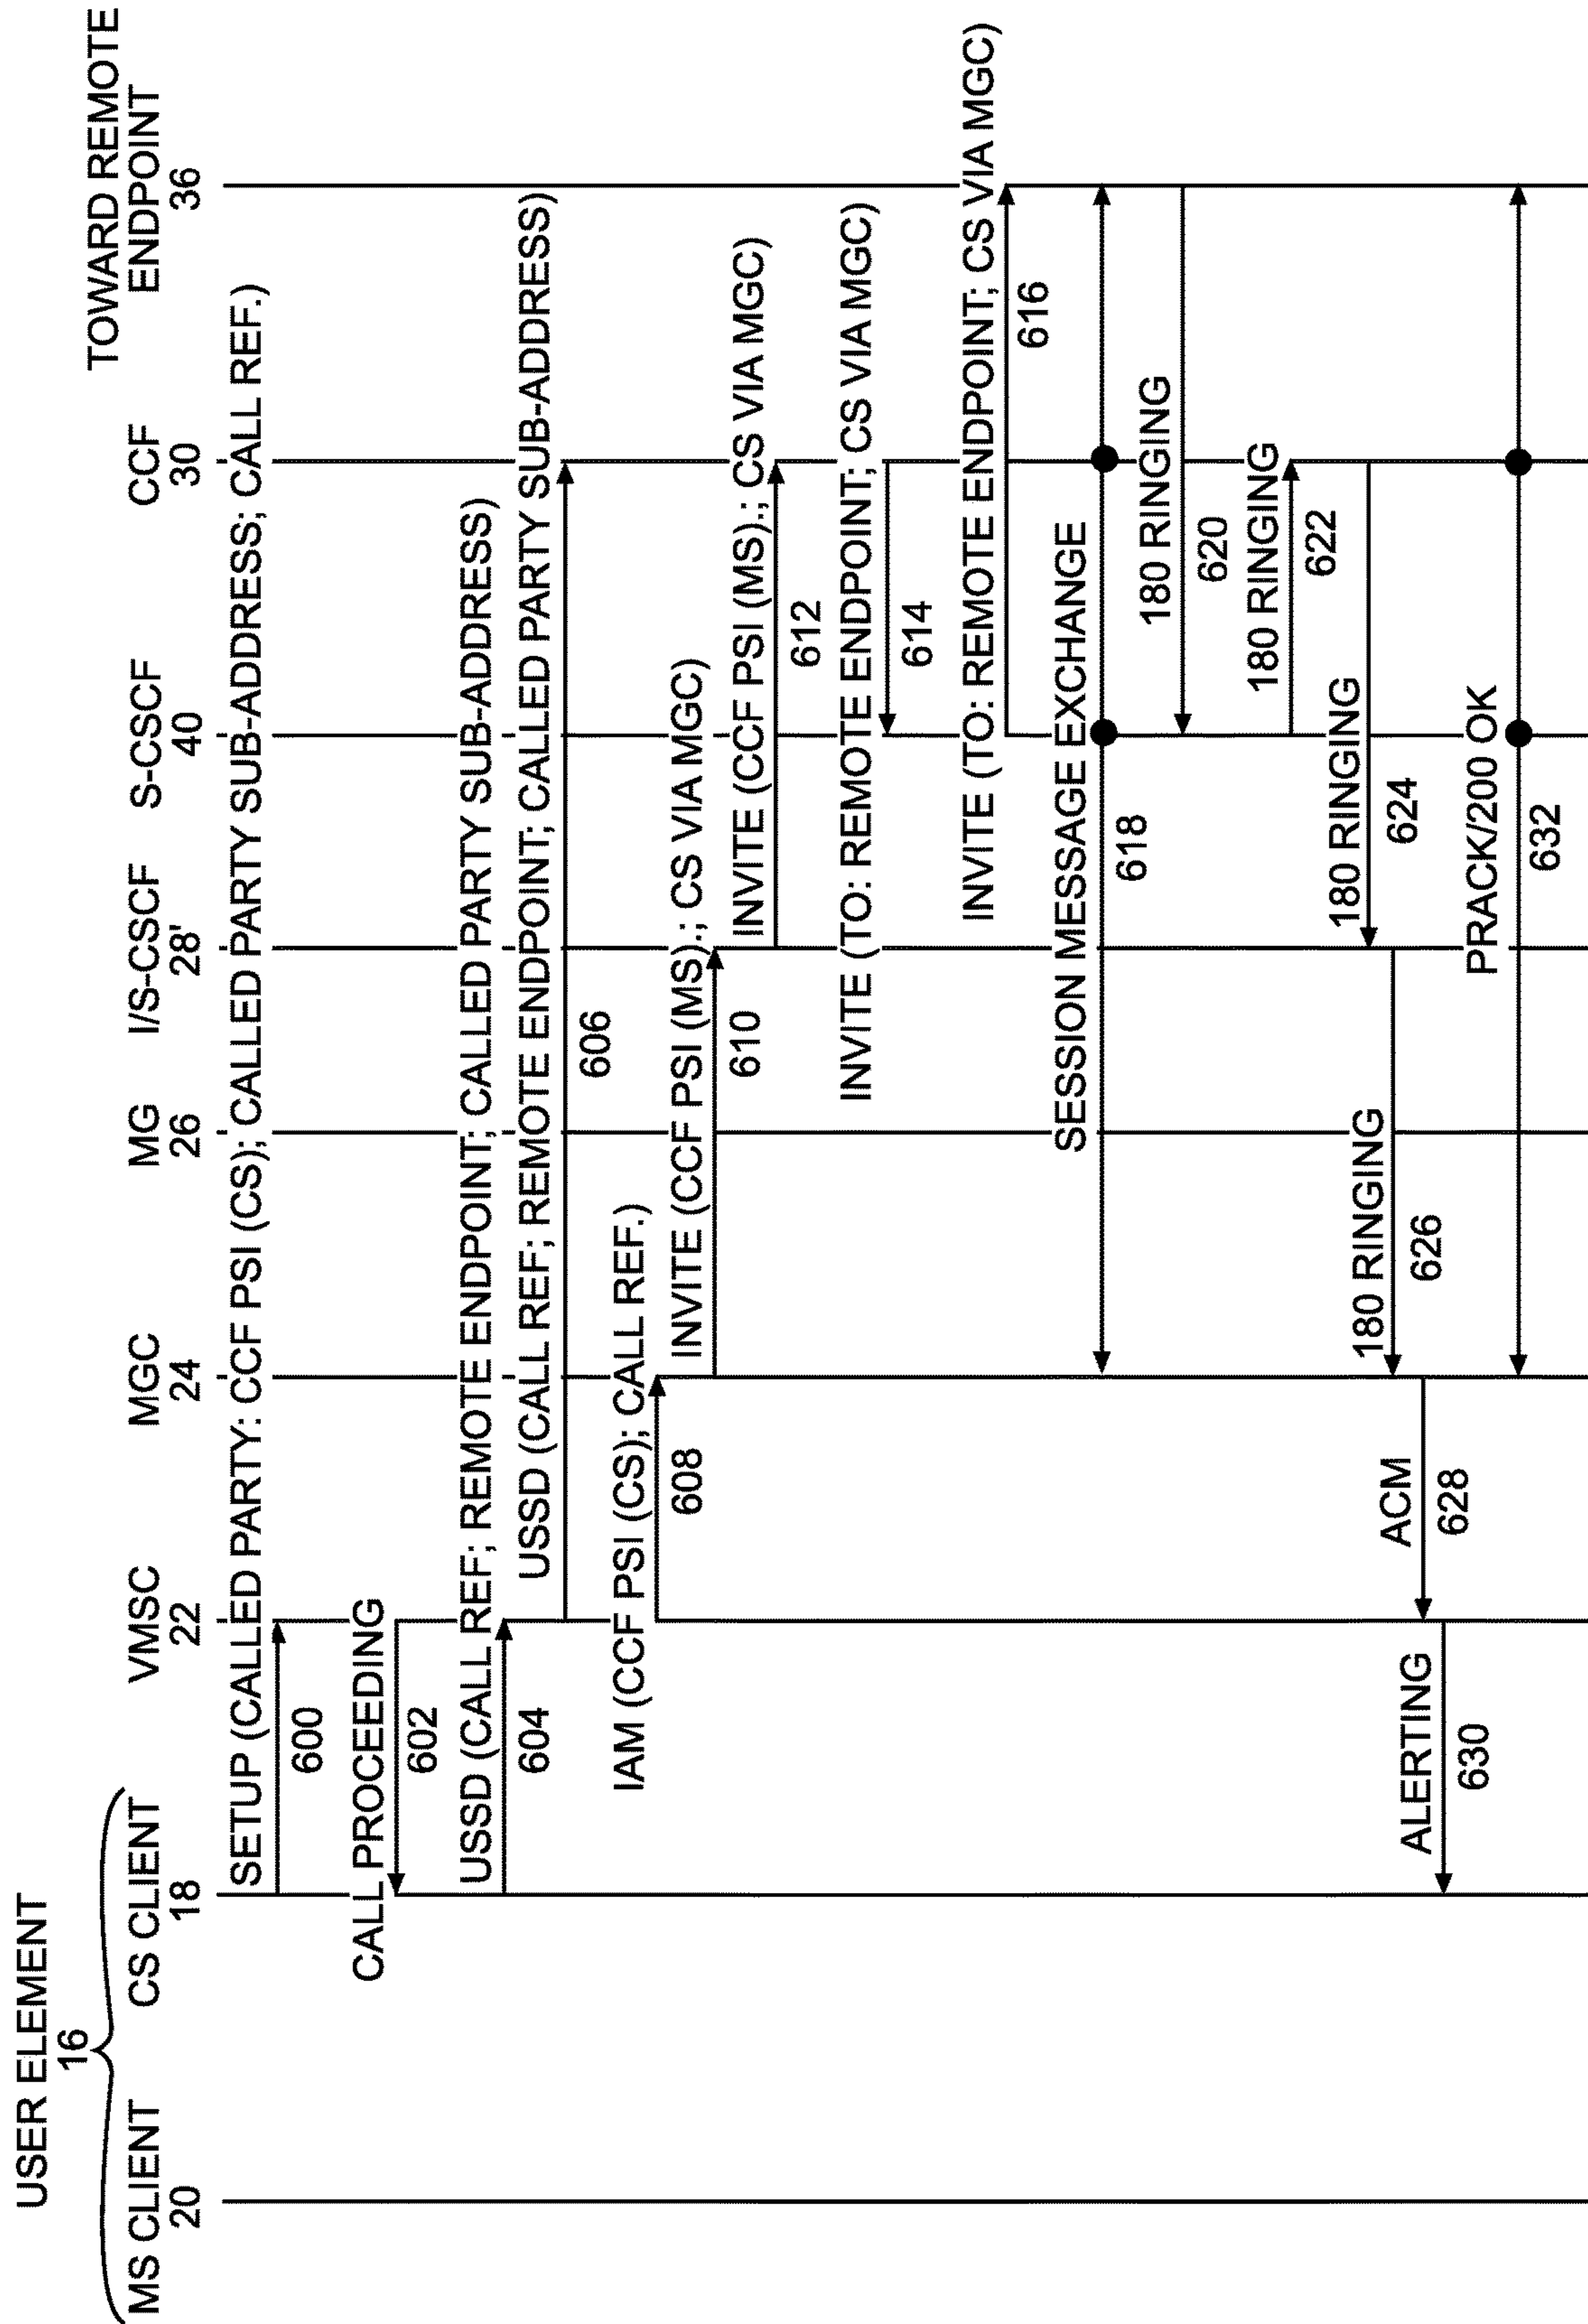 USER ELEMENT
16
MS CLIENT
20
CS CLIENT
18
VMSC
22
MGC
24
MG
26
I/S-CSCF
28'
S-CSCF
40
CCF
30
TOWARD REMOTE
ENDPOINT
36
SETUP (CALLED PARTY: CCF PSI (CS); CALLED PARTY SUB-ADDRESS; CALL REF.)
600
CALL PROCEEDING
602
USSD (CALL REF; REMOTE ENDPOINT; CALLED PARTY SUB-ADDRESS)
604
USSD (CALL REF; REMOTE ENDPOINT; CALLED PARTY SUB-ADDRESS)
606
IAM (CCF PSI (CS); CALL REF.)
608
INVITE (CCF PSI (MS).; CS VIA MGC)
610
INVITE (CCF PSI (MS).; CS VIA MGC)
612
INVITE (TO: REMOTE ENDPOINT; CS VIA MGC)
614
INVITE (TO: REMOTE ENDPOINT; CS VIA MGC)
616
SESSION MESSAGE EXCHANGE
618
180 RINGING
620
180 RINGING
622
180 RINGING
624
180 RINGING
626
ACM
628
ALERTING
630
PRACK/200 OK
632